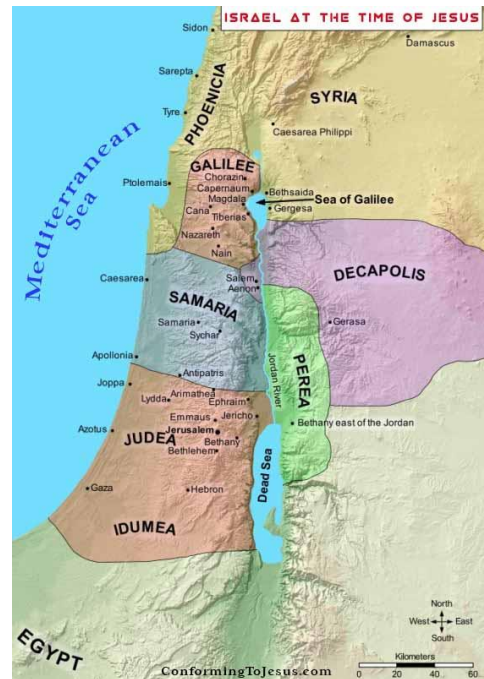 ISRAEL AT THE TIME OF JESUS
Sidon
Damascus
Sarepta
PHOENICIA
SYRIA
Tyre
Caesarea Philippi
Mediterranean
Sea
GALILEE
Chorazin
Ptolemais
Capernaum
Bethsaida
Magdala
Sea of Galilee
Cana
Gergesa
Tiberias
Nazareth
Nain
DECAPOLIS
Caesarea
Salem
Aenon
SAMARIA
Samaria
Gerasa
Sychar
Jordan River
PEREA
Apollonia
Antipatris
Joppa
Arimathea
Lydda
Ephraim
Jericho
Emmaus
Bethany east of the Jordan
Azotus
Jerusalem
JUDEA
Bethany
Bethlehem
Dead Sea
Gaza
Hebron
IDUMEA
North
West
East
South
EGYPT
Kilometers
0 20 40 60
ConformingToJesus.com